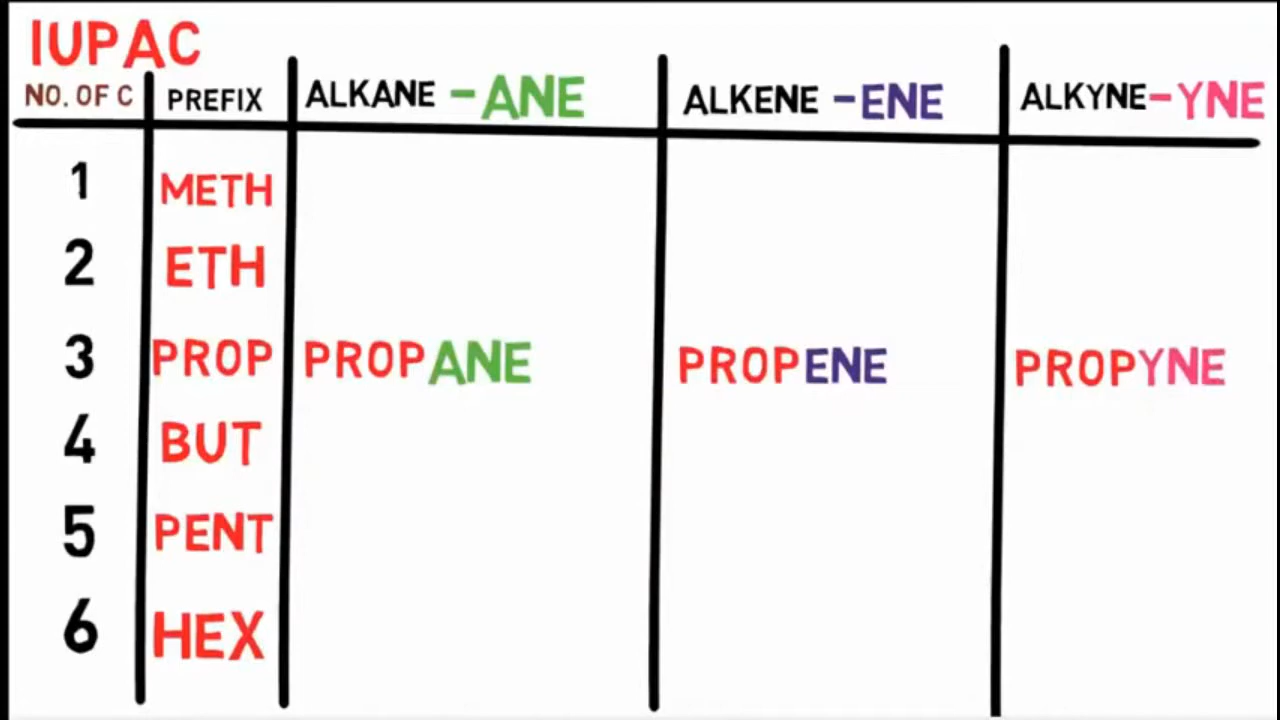 IUPAC
NO. OF C PREFIX ALKANE -ANE ALKENE -ENE ALKYNE-YNE
1 METH
2 ETH
3 PROP PROPANE PROPENE PROPYNE
4 BUT
5 PENT
6 HEX